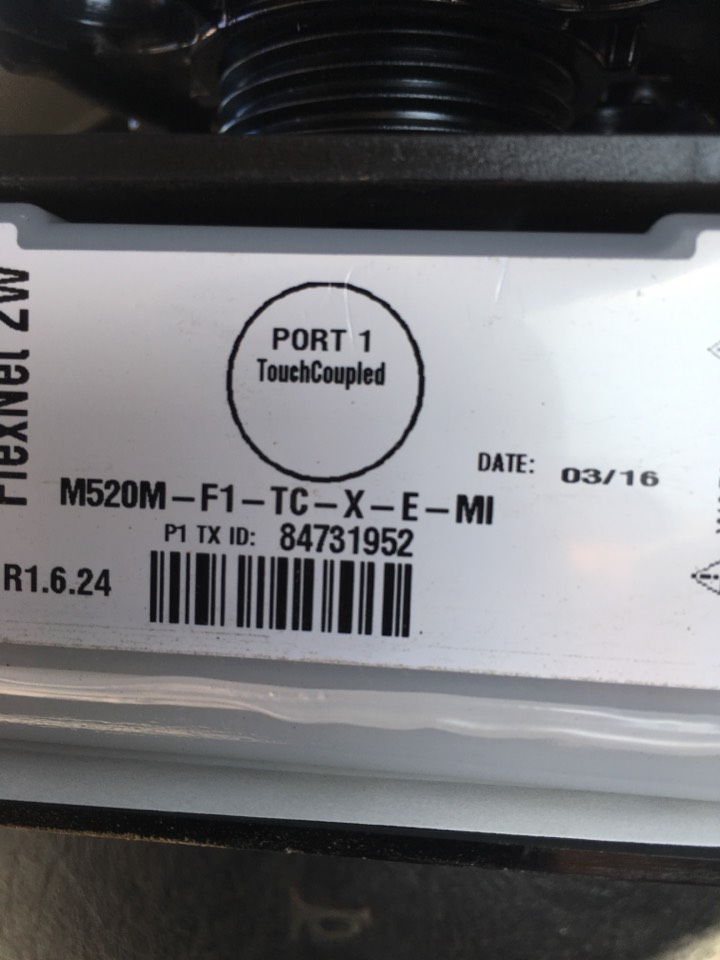 FlexNet 2W
PORT 1
TouchCoupled
DATE: 03/16
M520M-F1-TC-X-E-MI
P1 TX ID: 84731952
R1.6.24